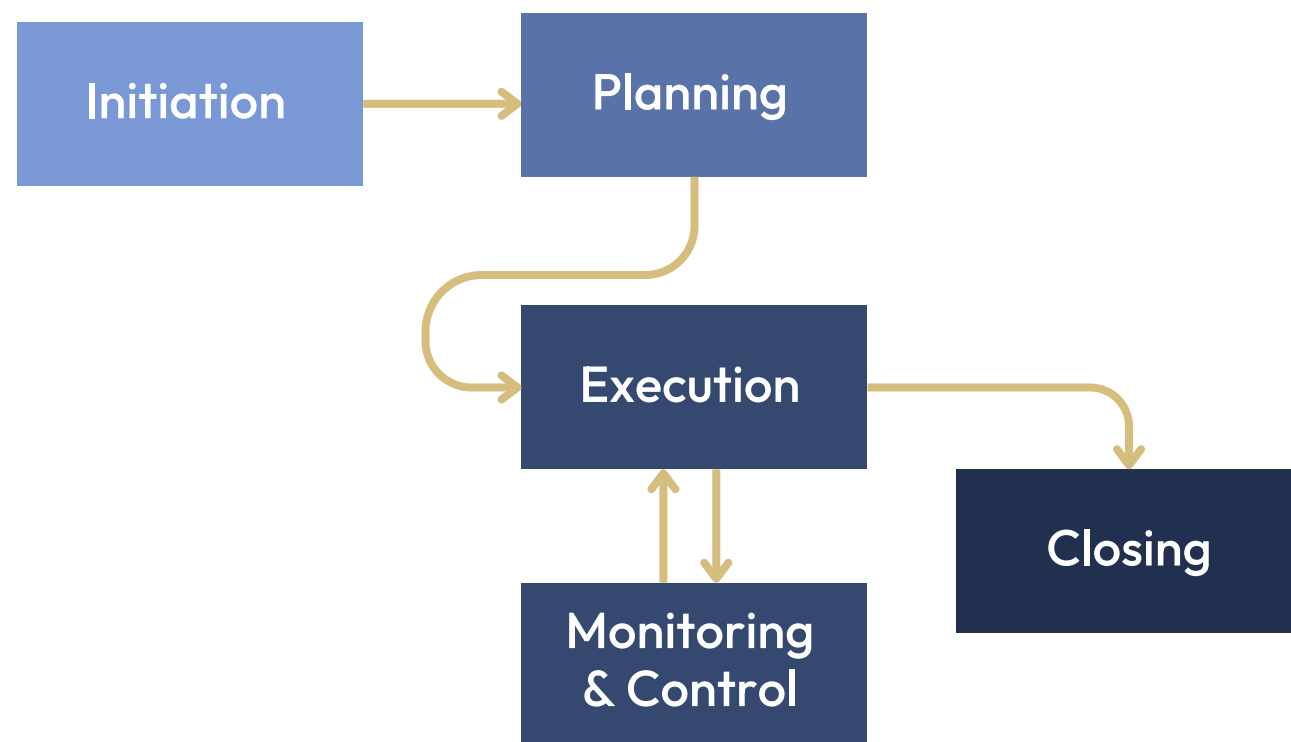 Initiation
Planning
Execution
Closing
Monitoring
& Control